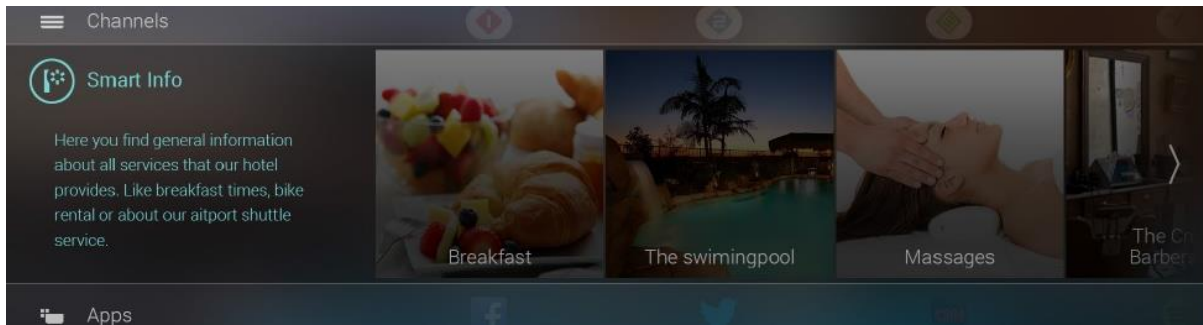 Channels
Smart Info
Here you find general information
about all services that our hotel
provides. Like breakfast times, bike
rental or about our aitport shuttle
service.
Breakfast
The swimingpool
Massages
The
Apps